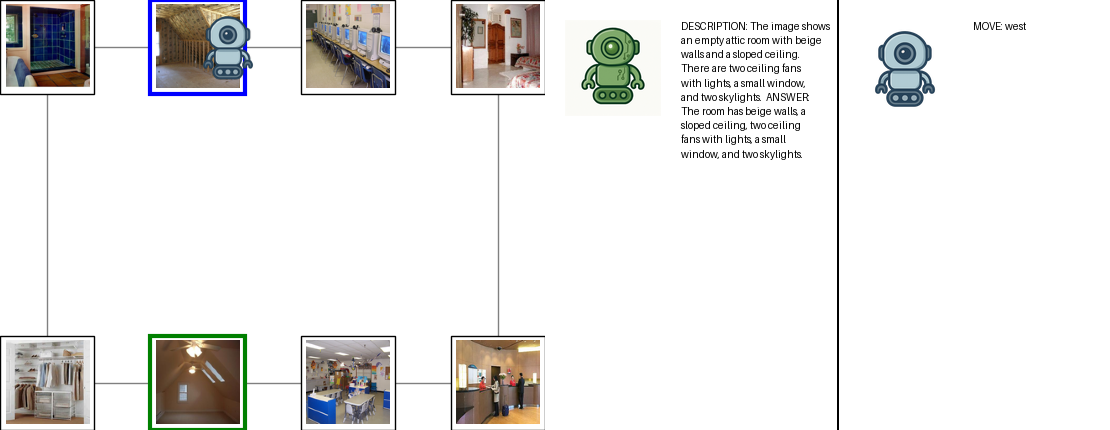 DESCRIPTION: The image shows
an empty attic room with beige
walls and a sloped ceiling.
There are two ceiling fans
with lights, a small window,
and two skylights. ANSWER:
The room has beige walls, a
sloped ceiling, two ceiling
fans with lights, a small
window, and two skylights.
MOVE: west